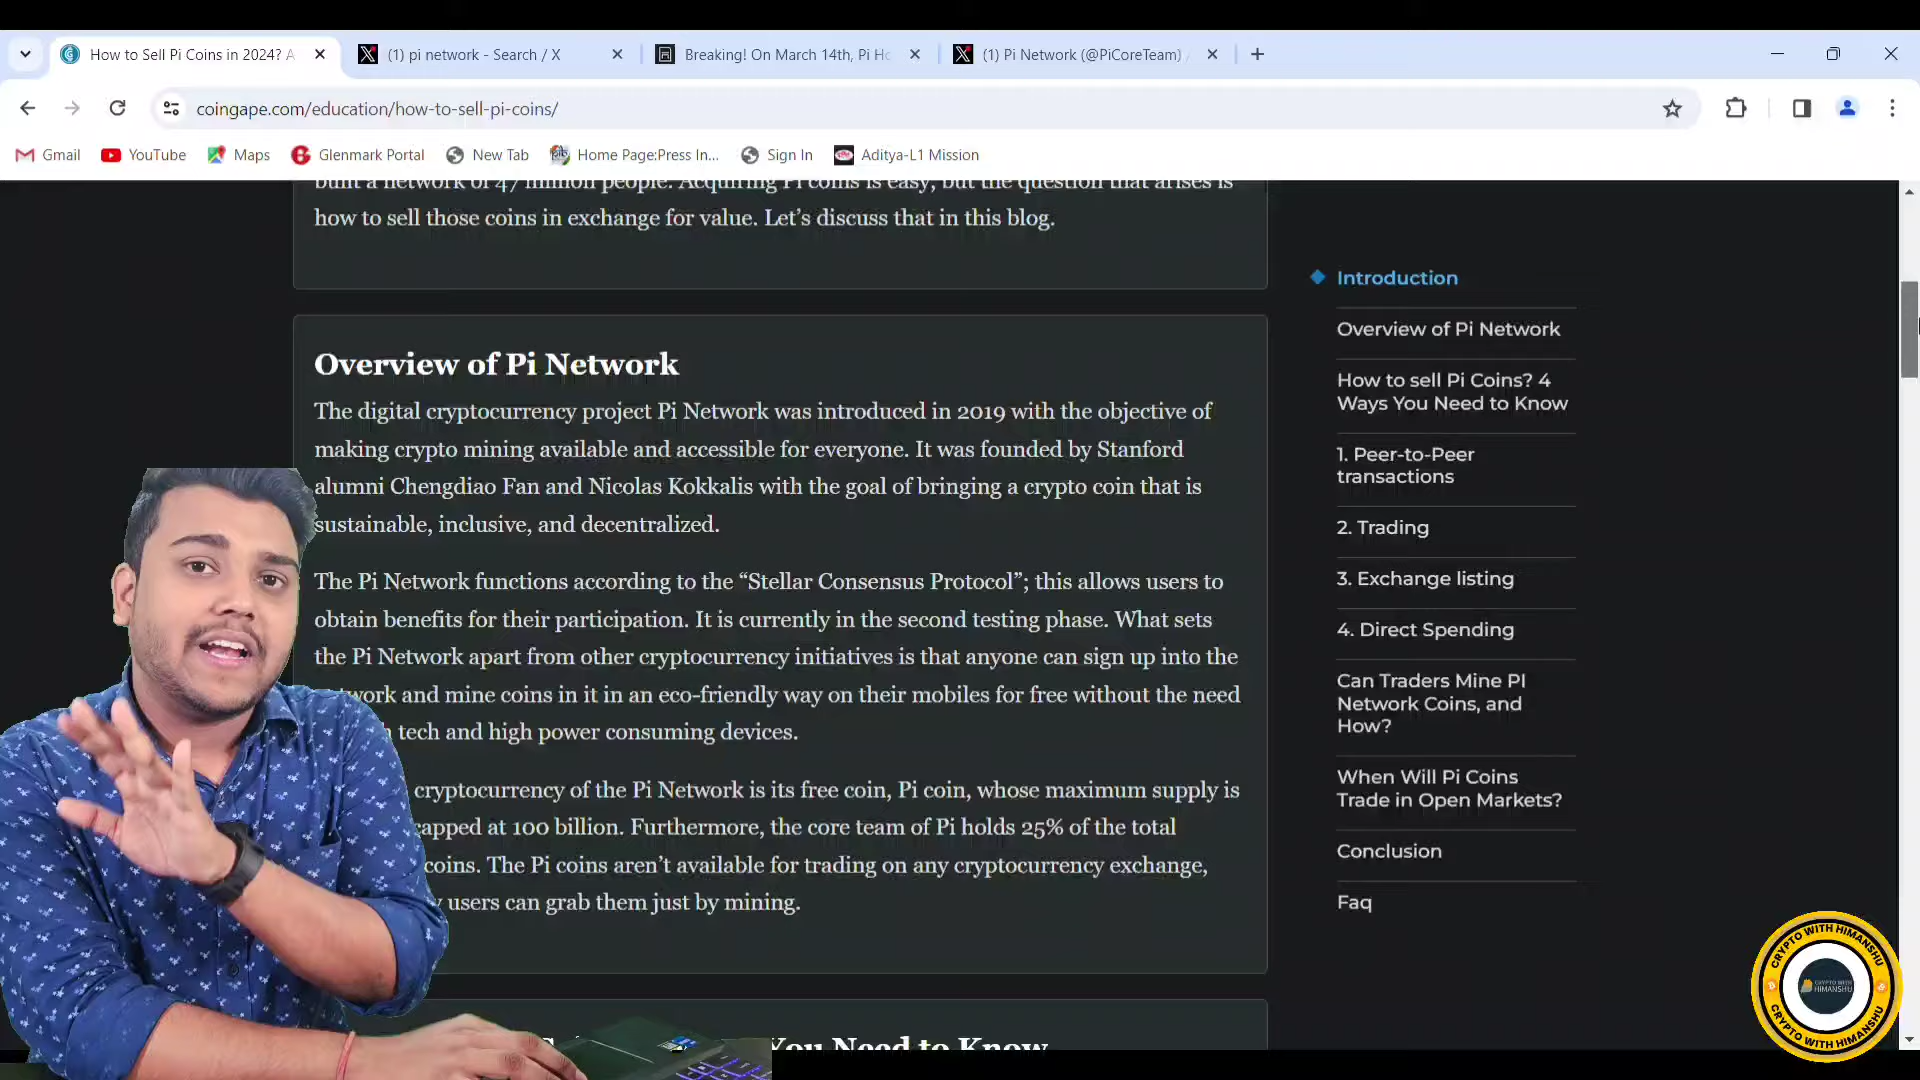 How to Sell Pi Coins in 2024? A
(1) pi network - Search / X
Breaking! On March 14th, Pi Ho
(1) Pi Network (@PiCoreTeam) /
coingape.com/education/how-to-sell-pi-coins/
Gmail
YouTube
Maps
Glenmark Portal
New Tab
Home Page:Press In...
Sign In
Aditya-L1 Mission
built a network of 47 million people. Acquiring Pi coins is easy, but the question that arises is
how to sell those coins in exchange for value. Let’s discuss that in this blog.
Overview of Pi Network
The digital cryptocurrency project Pi Network was introduced in 2019 with the objective of
making crypto mining available and accessible for everyone. It was founded by Stanford
alumni Chengdiao Fan and Nicolas Kokkalis with the goal of bringing a crypto coin that is
sustainable, inclusive, and decentralized.
The Pi Network functions according to the “Stellar Consensus Protocol”; this allows users to
obtain benefits for their participation. It is currently in the second testing phase. What sets
the Pi Network apart from other cryptocurrency initiatives is that anyone can sign up into the
work and mine coins in it in an eco-friendly way on their mobiles for free without the need
tech and high power consuming devices.
cryptocurrency of the Pi Network is its free coin, Pi coin, whose maximum supply is
capped at 100 billion. Furthermore, the core team of Pi holds 25% of the total
coins. The Pi coins aren’t available for trading on any cryptocurrency exchange,
users can grab them just by mining.
You Need to Know
Introduction
Overview of Pi Network
How to sell Pi Coins? 4
Ways You Need to Know
1. Peer-to-Peer
transactions
2. Trading
3. Exchange listing
4. Direct Spending
Can Traders Mine PI
Network Coins, and
How?
When Will Pi Coins
Trade in Open Markets?
Conclusion
Faq
CRYPTO WITH HIMANSHU
CRYPTO WITH
HIMANSHU
CRYPTO WITH HIMANSHU